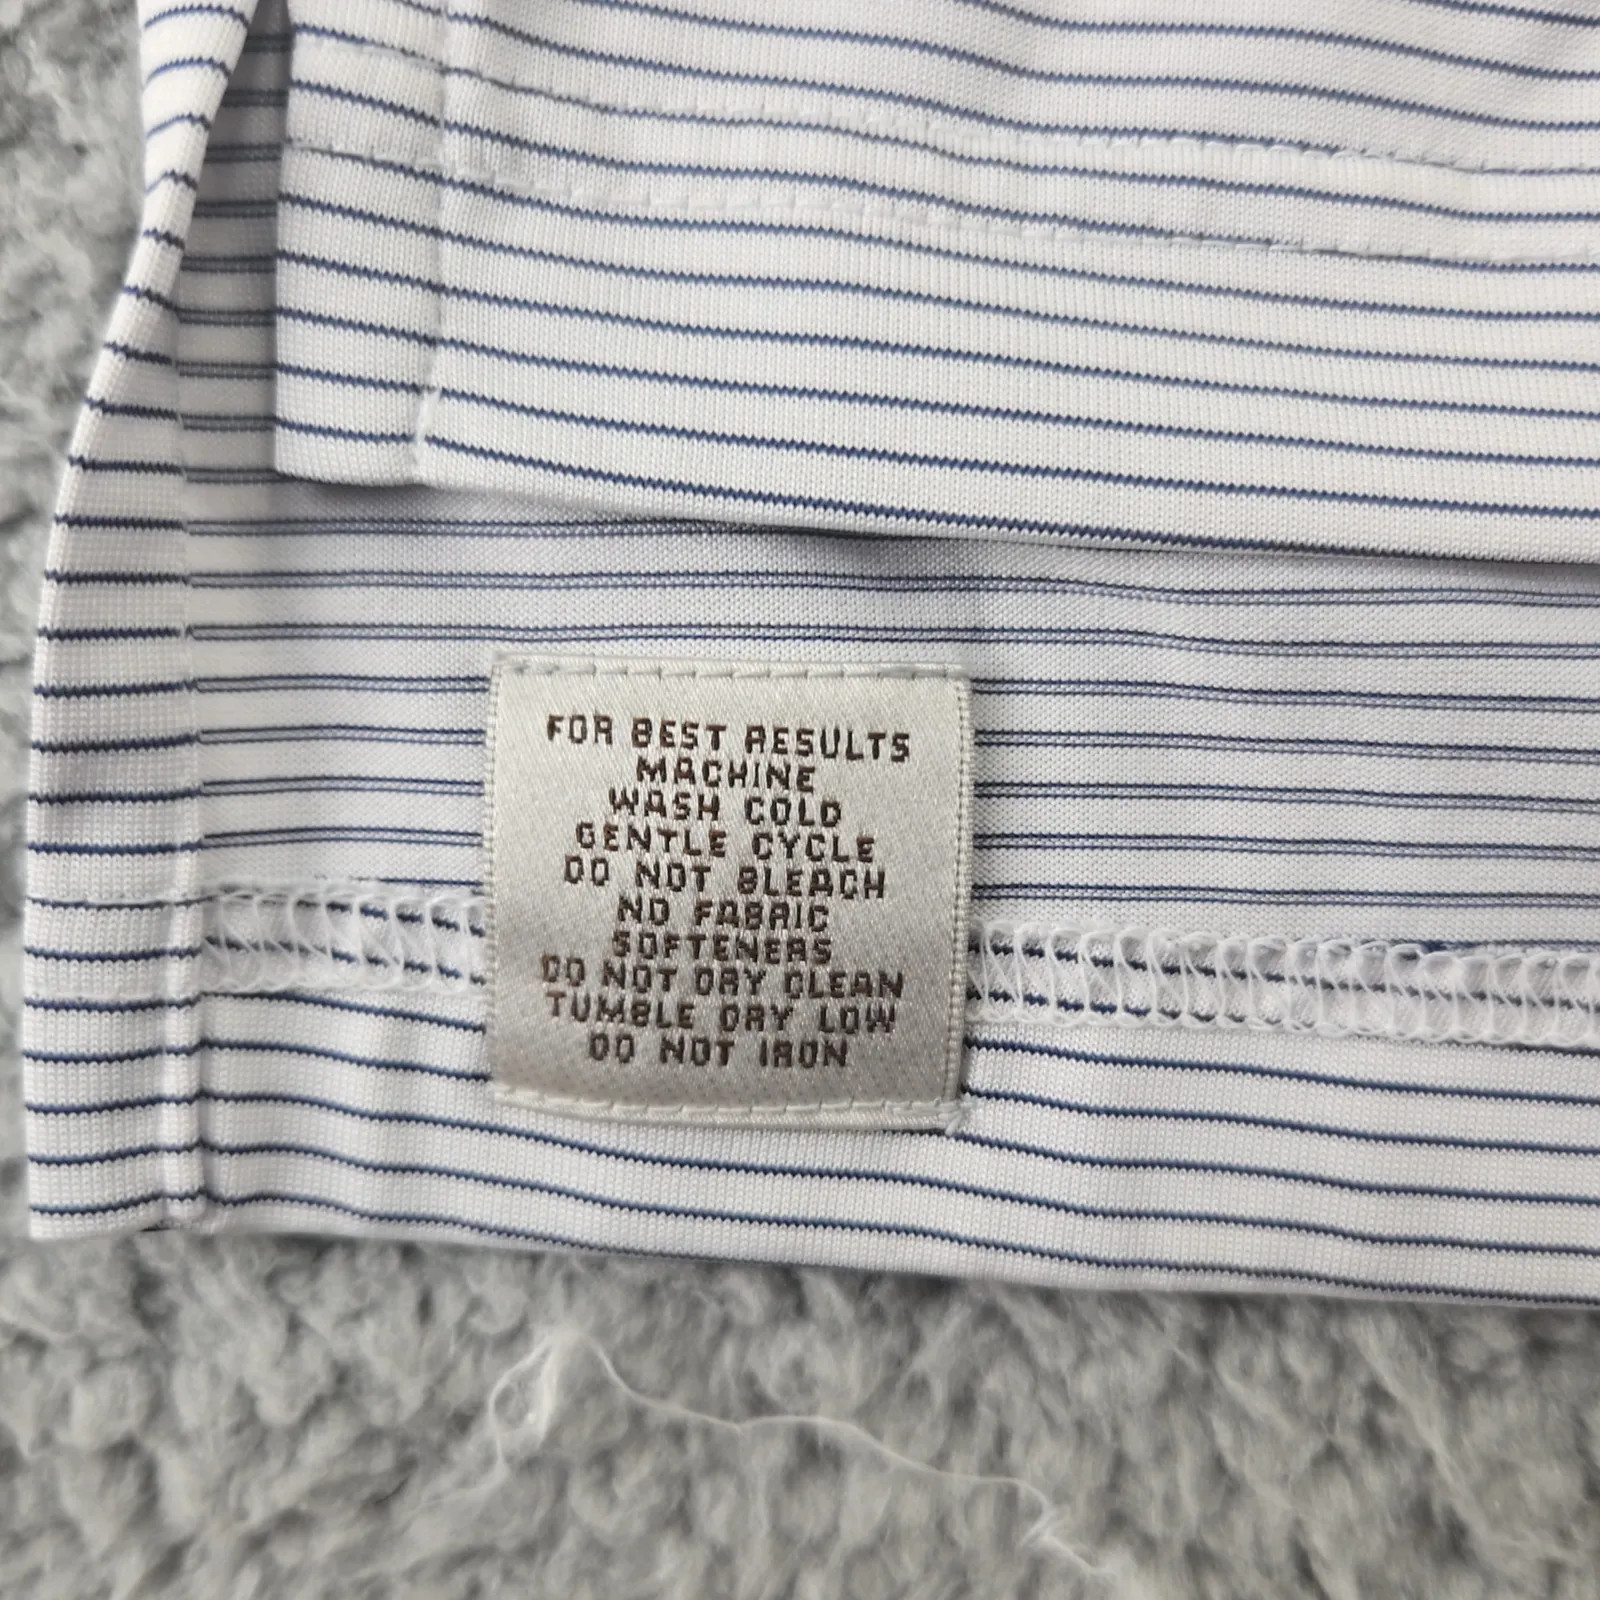 FOR BEST RESULTS
MACHINE
WASH COLD
GENTLE CYCLE
DO NOT BLEACH
NO FABRIC
SOFTENERS
DO NOT DRY CLEAN
TUMBLE DRY LOW
DO NOT IRON